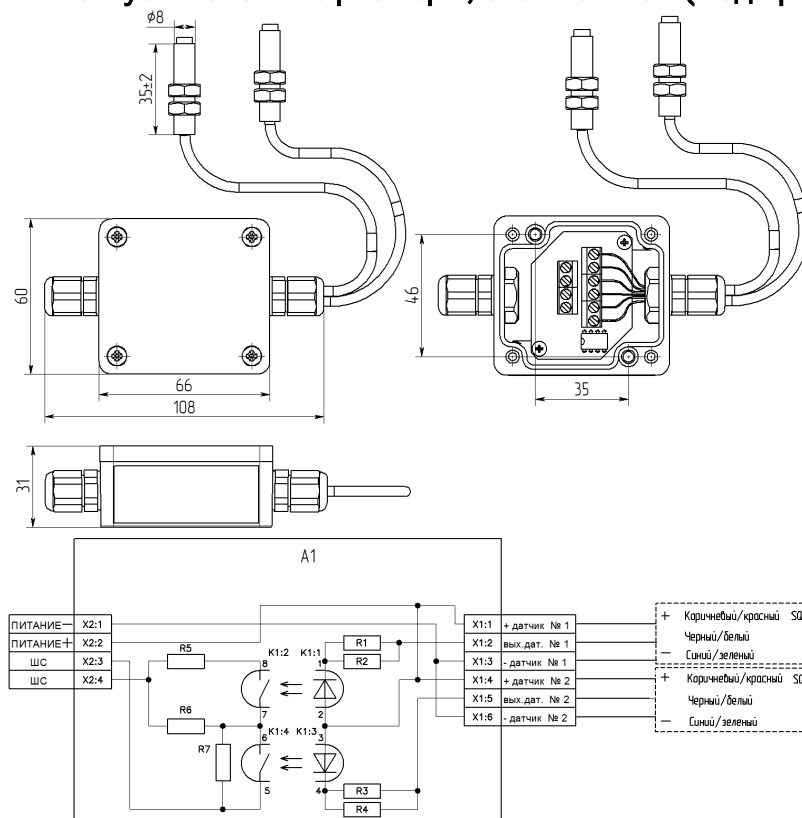 ⌀8
35±2
60
66
108
46
35
31
A1
ПИТАНИЕ— X2:1
ПИТАНИЕ+ X2:2
ШС X2:3
ШС X2:4
R5
R6
R7
K1:2 K1:1
8 1
7 2
K1:4 K1:3
6 3
5 4
R1
R2
R3
R4
X1:1 + датчик № 1
X1:2 вых.дат. № 1
X1:3 - датчик № 1
X1:4 + датчик № 2
X1:5 вых.дат. № 2
X1:6 - датчик № 2
+ Коричневый/красный
Черный/белый
— Синий/зеленый
+ Коричневый/красный
Черный/белый
— Синий/зеленый